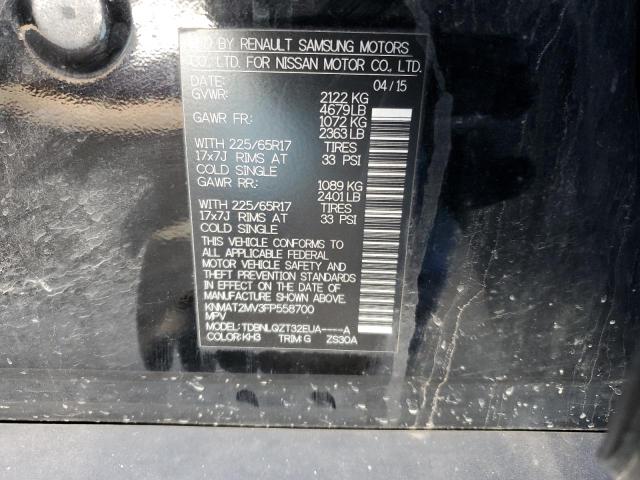 BY RENAULT SAMSUNG MOTORS
CO., LTD. FOR NISSAN MOTOR CO., LTD.
DATE: 04/15
GVWR: 2122 KG
4679 LB
GAWR FR: 1072 KG
2363 LB
WITH 225/65R17 TIRES
17x7J RIMS AT 33 PSI
COLD SINGLE
GAWR RR: 1089 KG
2401 LB
WITH 225/65R17 TIRES
17x7J RIMS AT 33 PSI
COLD SINGLE
THIS VEHICLE CONFORMS TO
ALL APPLICABLE FEDERAL
MOTOR VEHICLE SAFETY AND
THEFT PREVENTION STANDARDS
IN EFFECT ON THE DATE OF
MANUFACTURE SHOWN ABOVE.
KNMAT2MV3FP558700
MPV
MODEL: TDBNLQZT32EUA----A
COLOR: KH3 TRIM: G ZS30A